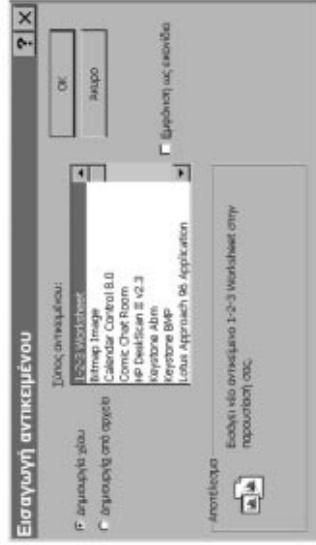 Εισαγωγή αντικειμένου
Τύπος αντικειμένου:
Δημιουργία νέου
Δημιουργία από αρχείο
1-2-3 Worksheet
Bitmap Image
Calendar Control 8.0
Comic Chat Room
HP DeskScan II v2.3
Keystone Abm
Keystone BMP
Lotus Approach 96 Application
OK
Άκυρο
Εμφάνιση ως εικονίδιο
Αποτέλεσμα
Εισάγει νέο αντικείμενο 1-2-3 Worksheet στην
παρουσίασή σας.